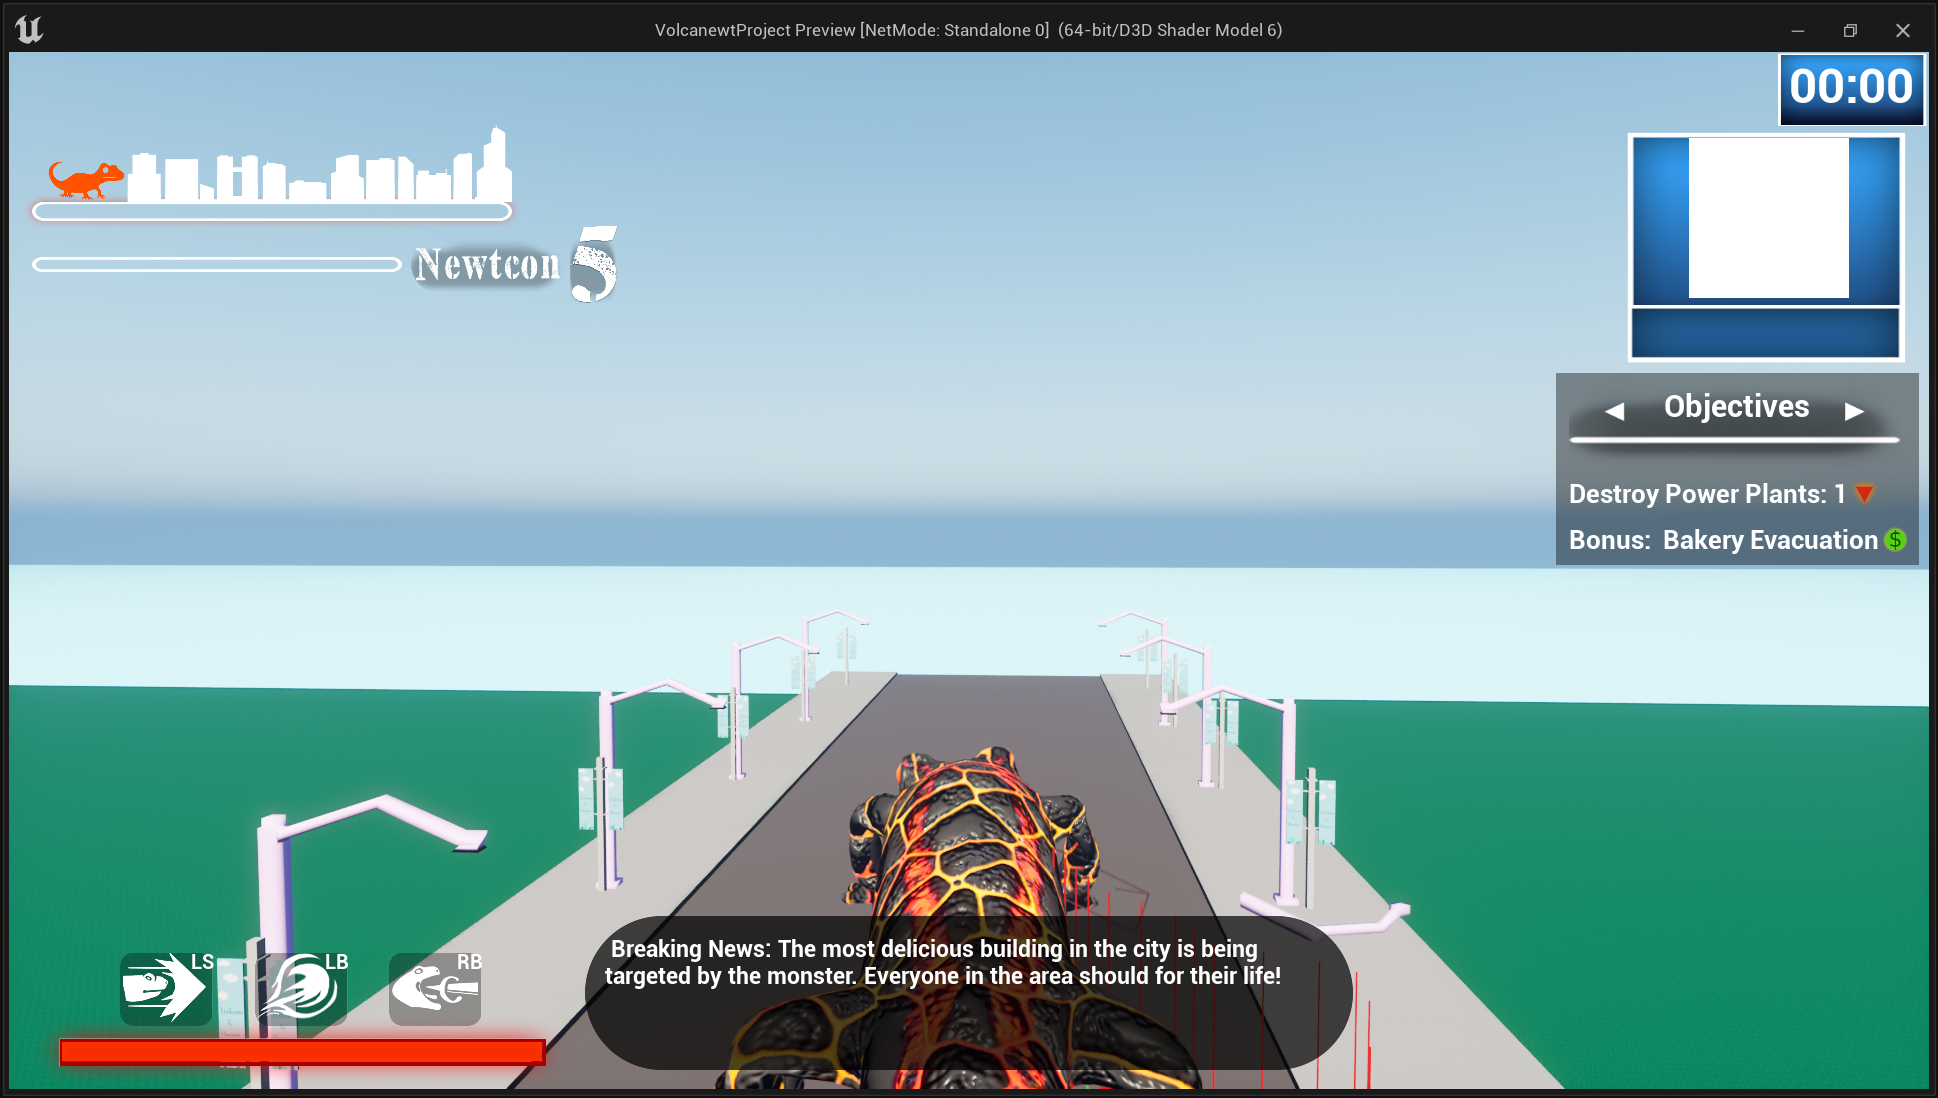 VolcanewtProject Preview [NetMode: Standalone 0] (64-bit/D3D Shader Model 6)
00:00
Newtcon 5
Objectives
Destroy Power Plants: 1
Bonus: Bakery Evacuation $
LS
LB
RB
Breaking News: The most delicious building in the city is being
targeted by the monster. Everyone in the area should for their life!